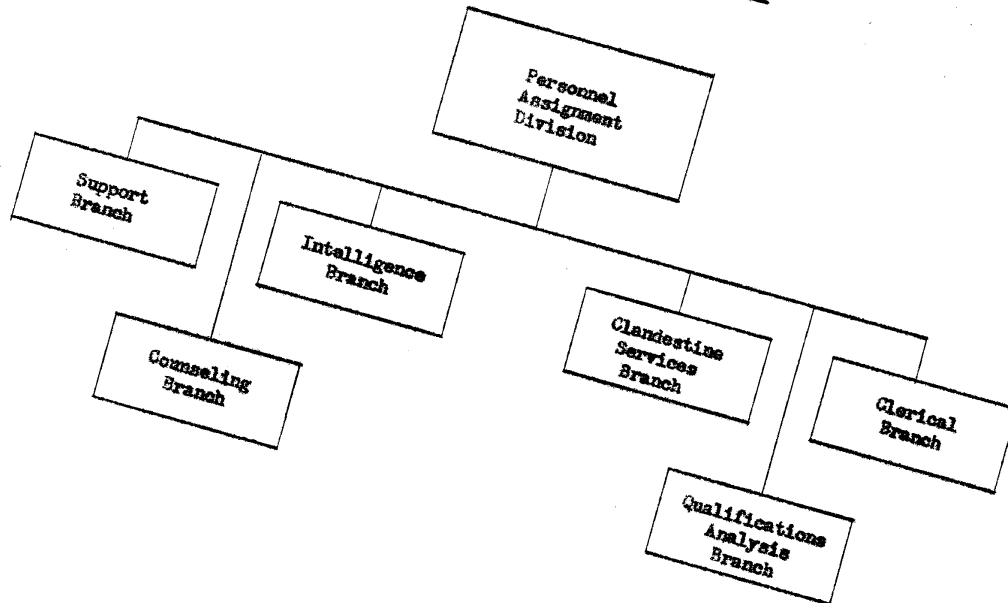 Personnel
Assignment
Division
Support
Branch
Intelligence
Branch
Clandestine
Services
Branch
Clerical
Branch
Counseling
Branch
Qualifications
Analysis
Branch